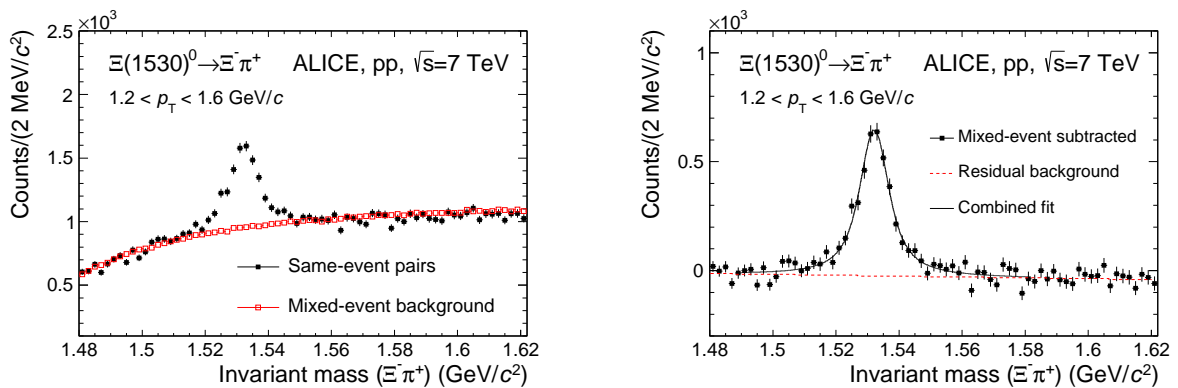 ×10³
Ξ(1530)⁰→Ξ⁻π⁺ ALICE, pp, √s=7 TeV
1.2 < p_T < 1.6 GeV/c
Counts/(2 MeV/c²)
2.5
2
1.5
1
0.5
Same-event pairs
Mixed-event background
1.48 1.5 1.52 1.54 1.56 1.58 1.6 1.62
Invariant mass (Ξ⁻π⁺) (GeV/c²)
×10³
Ξ(1530)⁰→Ξ⁻π⁺ ALICE, pp, √s=7 TeV
1.2 < p_T < 1.6 GeV/c
Counts/(2 MeV/c²)
1
0.5
0
Mixed-event subtracted
Residual background
Combined fit
1.48 1.5 1.52 1.54 1.56 1.58 1.6 1.62
Invariant mass (Ξ⁻π⁺) (GeV/c²)